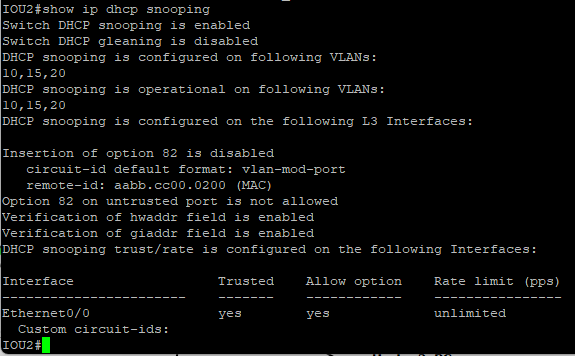 IOU2#show ip dhcp snooping
Switch DHCP snooping is enabled
Switch DHCP gleaning is disabled
DHCP snooping is configured on following VLANs:
10,15,20
DHCP snooping is operational on following VLANs:
10,15,20
DHCP snooping is configured on the following L3 Interfaces:

Insertion of option 82 is disabled
   circuit-id default format: vlan-mod-port
   remote-id: aabb.cc00.0200 (MAC)
Option 82 on untrusted port is not allowed
Verification of hwaddr field is enabled
Verification of giaddr field is enabled
DHCP snooping trust/rate is configured on the following Interfaces:

Interface                  Trusted    Allow option    Rate limit (pps)
-----------------------    -------    ------------    ----------------
Ethernet0/0                yes        yes             unlimited
  Custom circuit-ids:
IOU2#